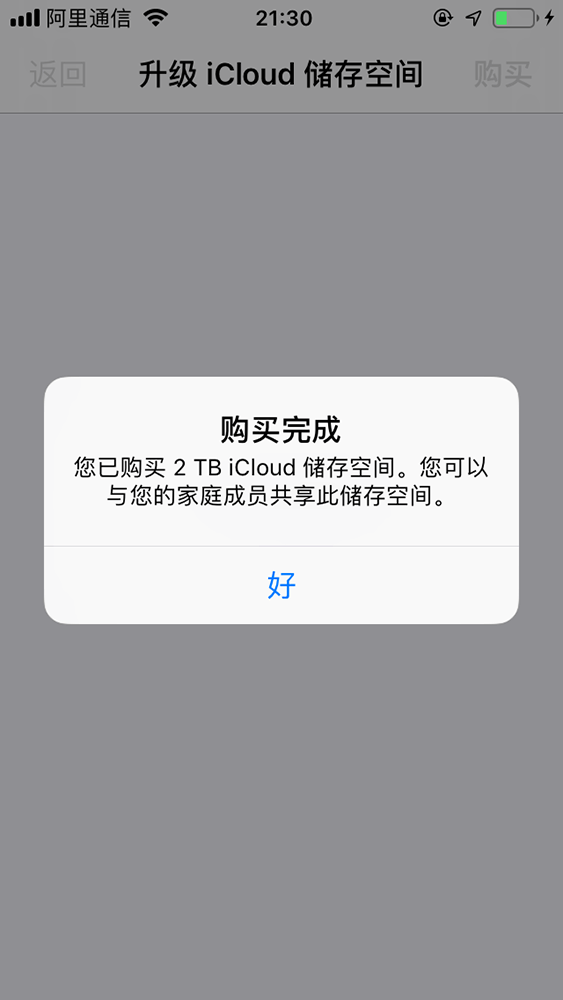 阿里通信 21:30
返回 升级 iCloud 储存空间 购买
购买完成
您已购买 2 TB iCloud 储存空间。您可以
与您的家庭成员共享此储存空间。
好